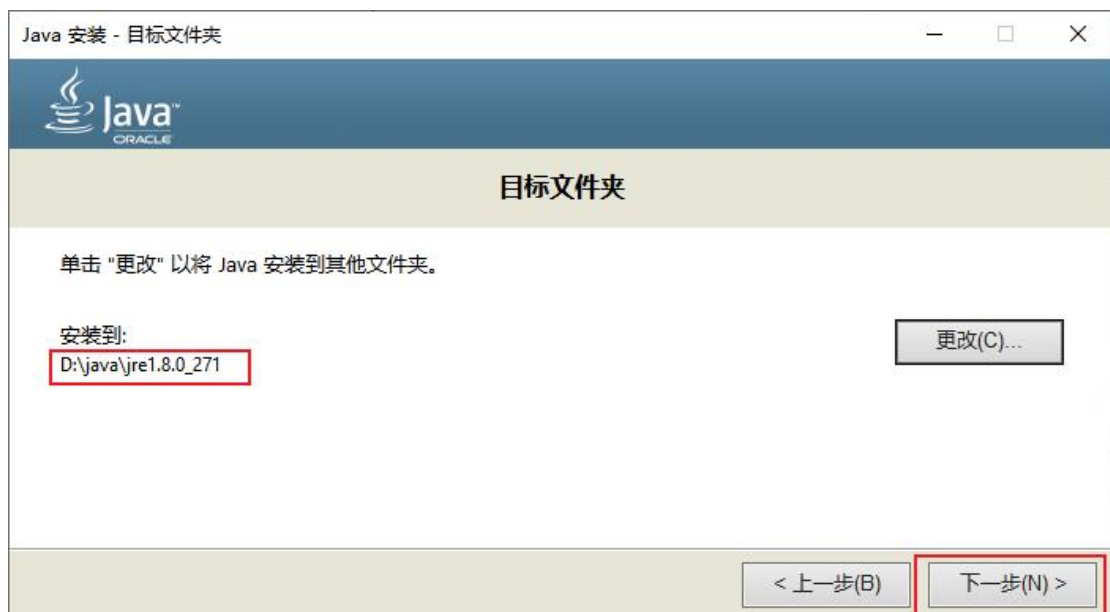 Java 安装 - 目标文件夹
Java™
ORACLE
目标文件夹
单击 "更改" 以将 Java 安装到其他文件夹。
安装到:
更改(C)...
D:\java\jre1.8.0_271
< 上一步(B)
下一步(N) >